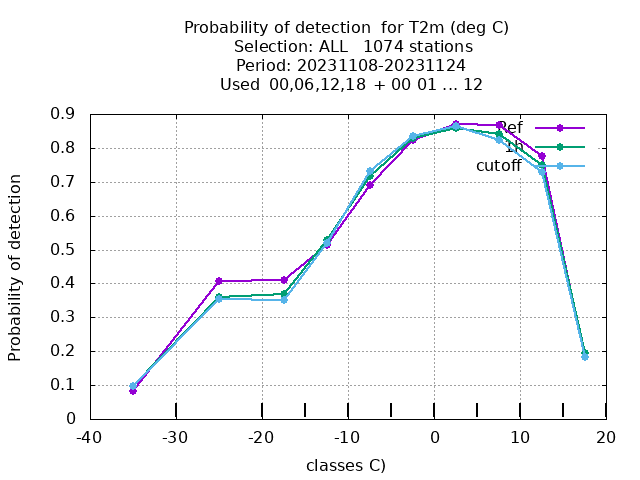 Probability of detection for T2m (deg C)
Selection: ALL 1074 stations
Period: 20231108-20231124
Used 00,06,12,18 + 00 01 ... 12
Probability of detection
0.9
0.8
0.7
0.6
0.5
0.4
0.3
0.2
0.1
0
Ref
1h
cutoff
-40 -30 -20 -10 0 10 20
classes C)